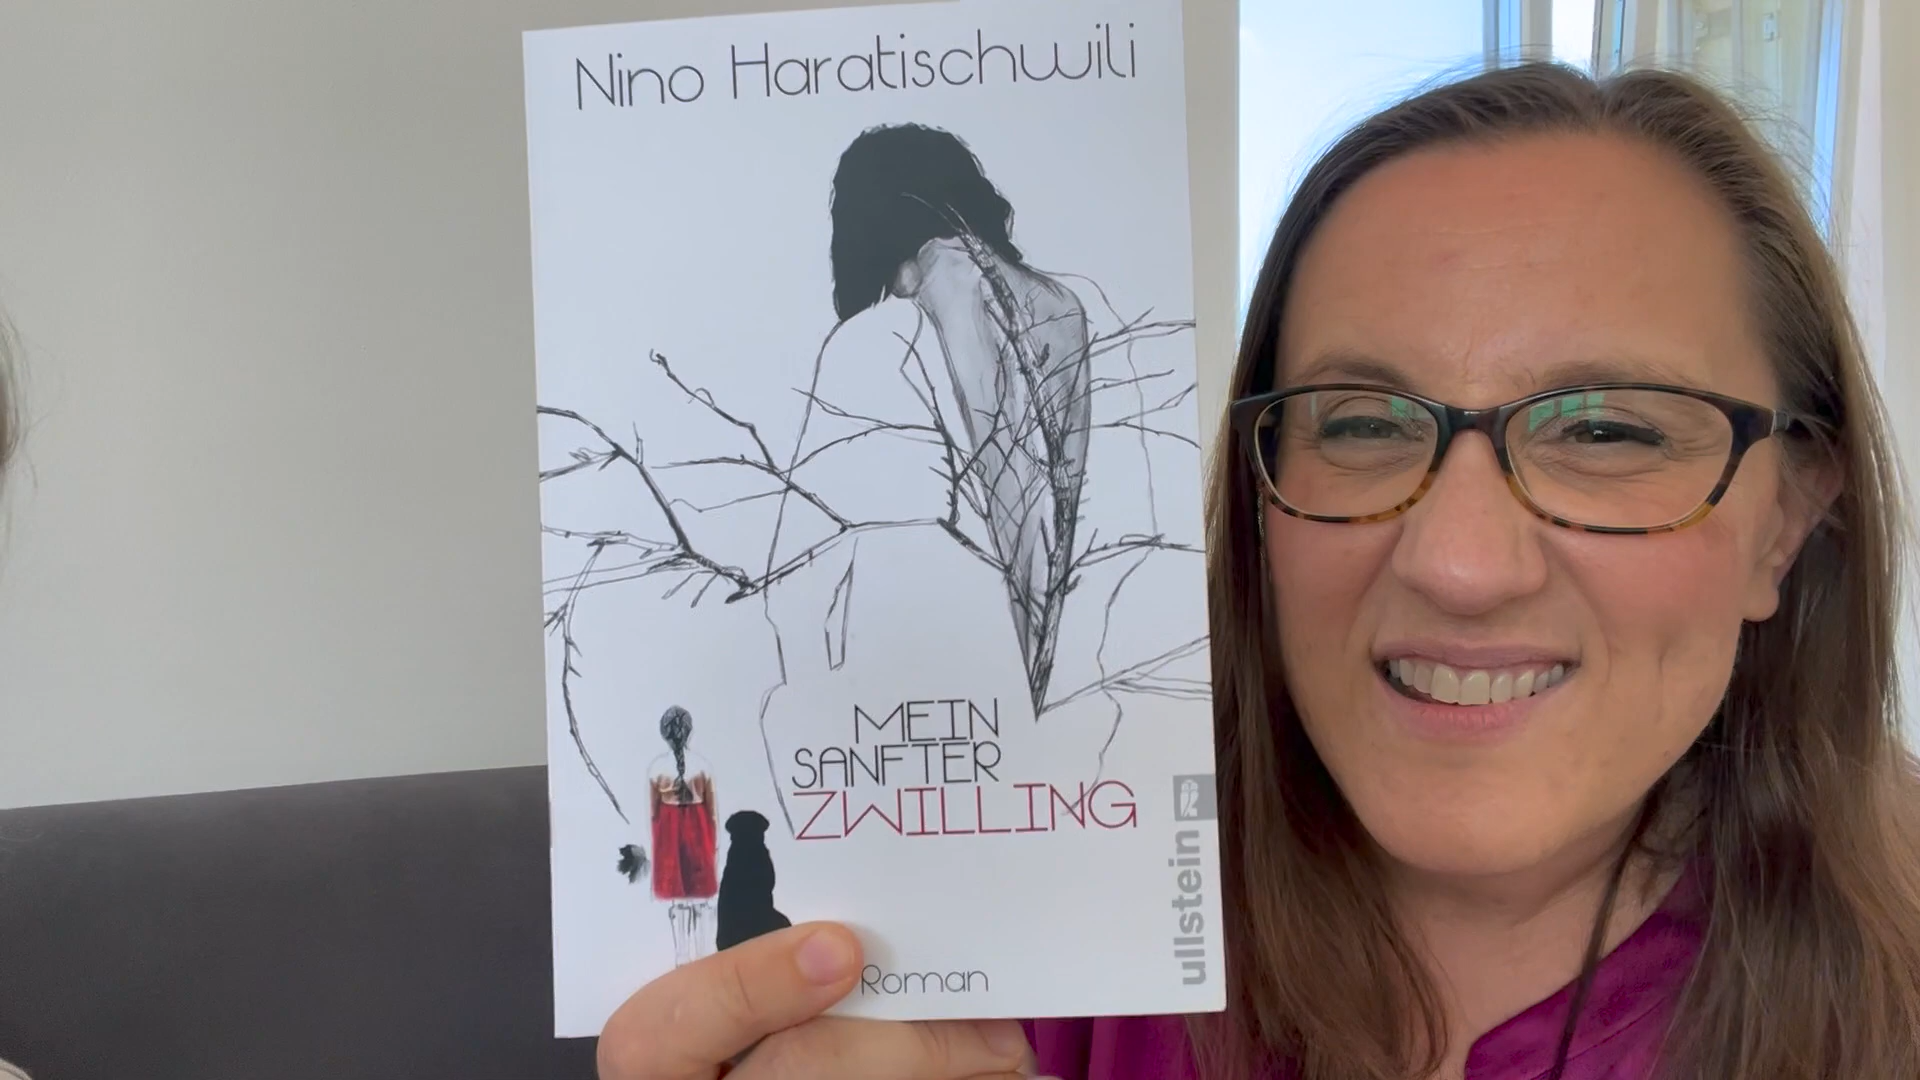 Nino Haratischwili
MEIN
SANFTER
ZWILLING
ullstein
Roman